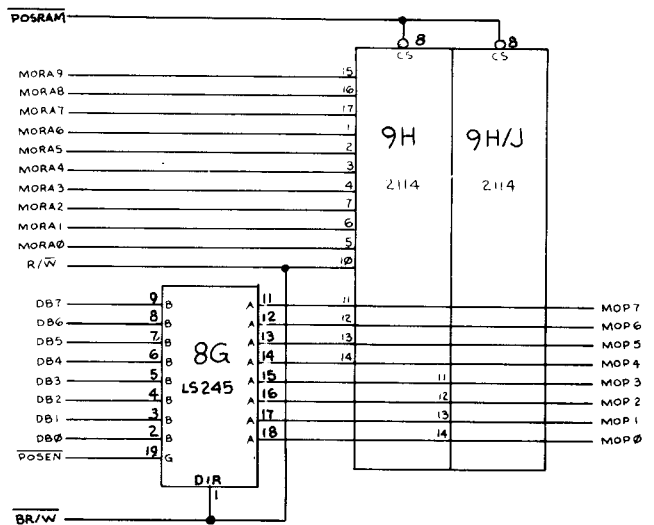 P̅O̅S̅R̅A̅M̅
8 8
CS CS
MORA9 15
MORA8 16
MORA7 17
MORA6 1
MORA5 2
MORA4 3
MORA3 4
MORA2 7
MORA1 6
MORAØ 5
R/W̅ 10
9H 9H/J
2114 2114
DB7 9 B A 11 11 MOP7
DB6 8 B A 12 12 MOP6
DB5 7 B A 13 13 MOP5
DB4 6 B A 14 14 MOP4
DB3 5 B A 15 11 MOP3
DB2 4 B A 16 12 MOP2
DB1 3 B A 17 13 MOP1
DBØ 2 B A 18 14 MOPØ
P̅O̅S̅E̅N̅ 19 G
8G
LS245
DIR
1
B̅R̅/̅W̅